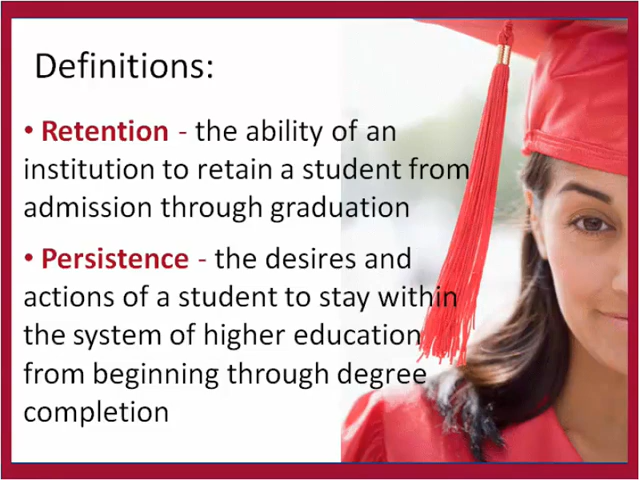 Definitions:
• Retention - the ability of an
institution to retain a student from
admission through graduation
• Persistence - the desires and
actions of a student to stay within
the system of higher education
from beginning through degree
completion